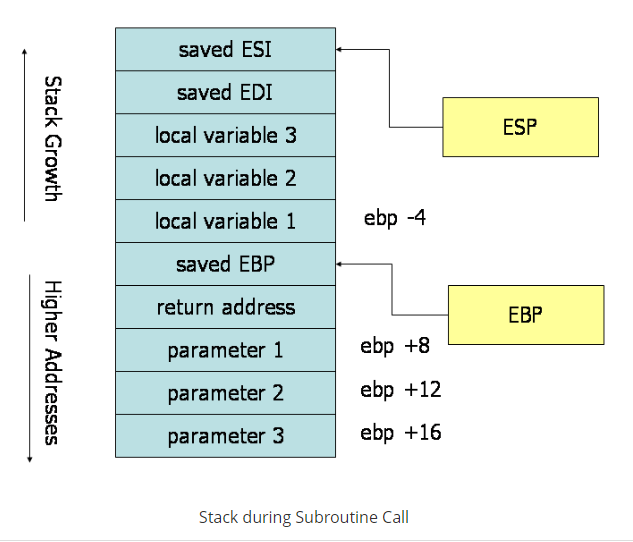 saved ESI
saved EDI
local variable 3
local variable 2
local variable 1
saved EBP
return address
parameter 1
parameter 2
parameter 3
Stack Growth
Higher Addresses
ESP
ebp -4
EBP
ebp +8
ebp +12
ebp +16
Stack during Subroutine Call